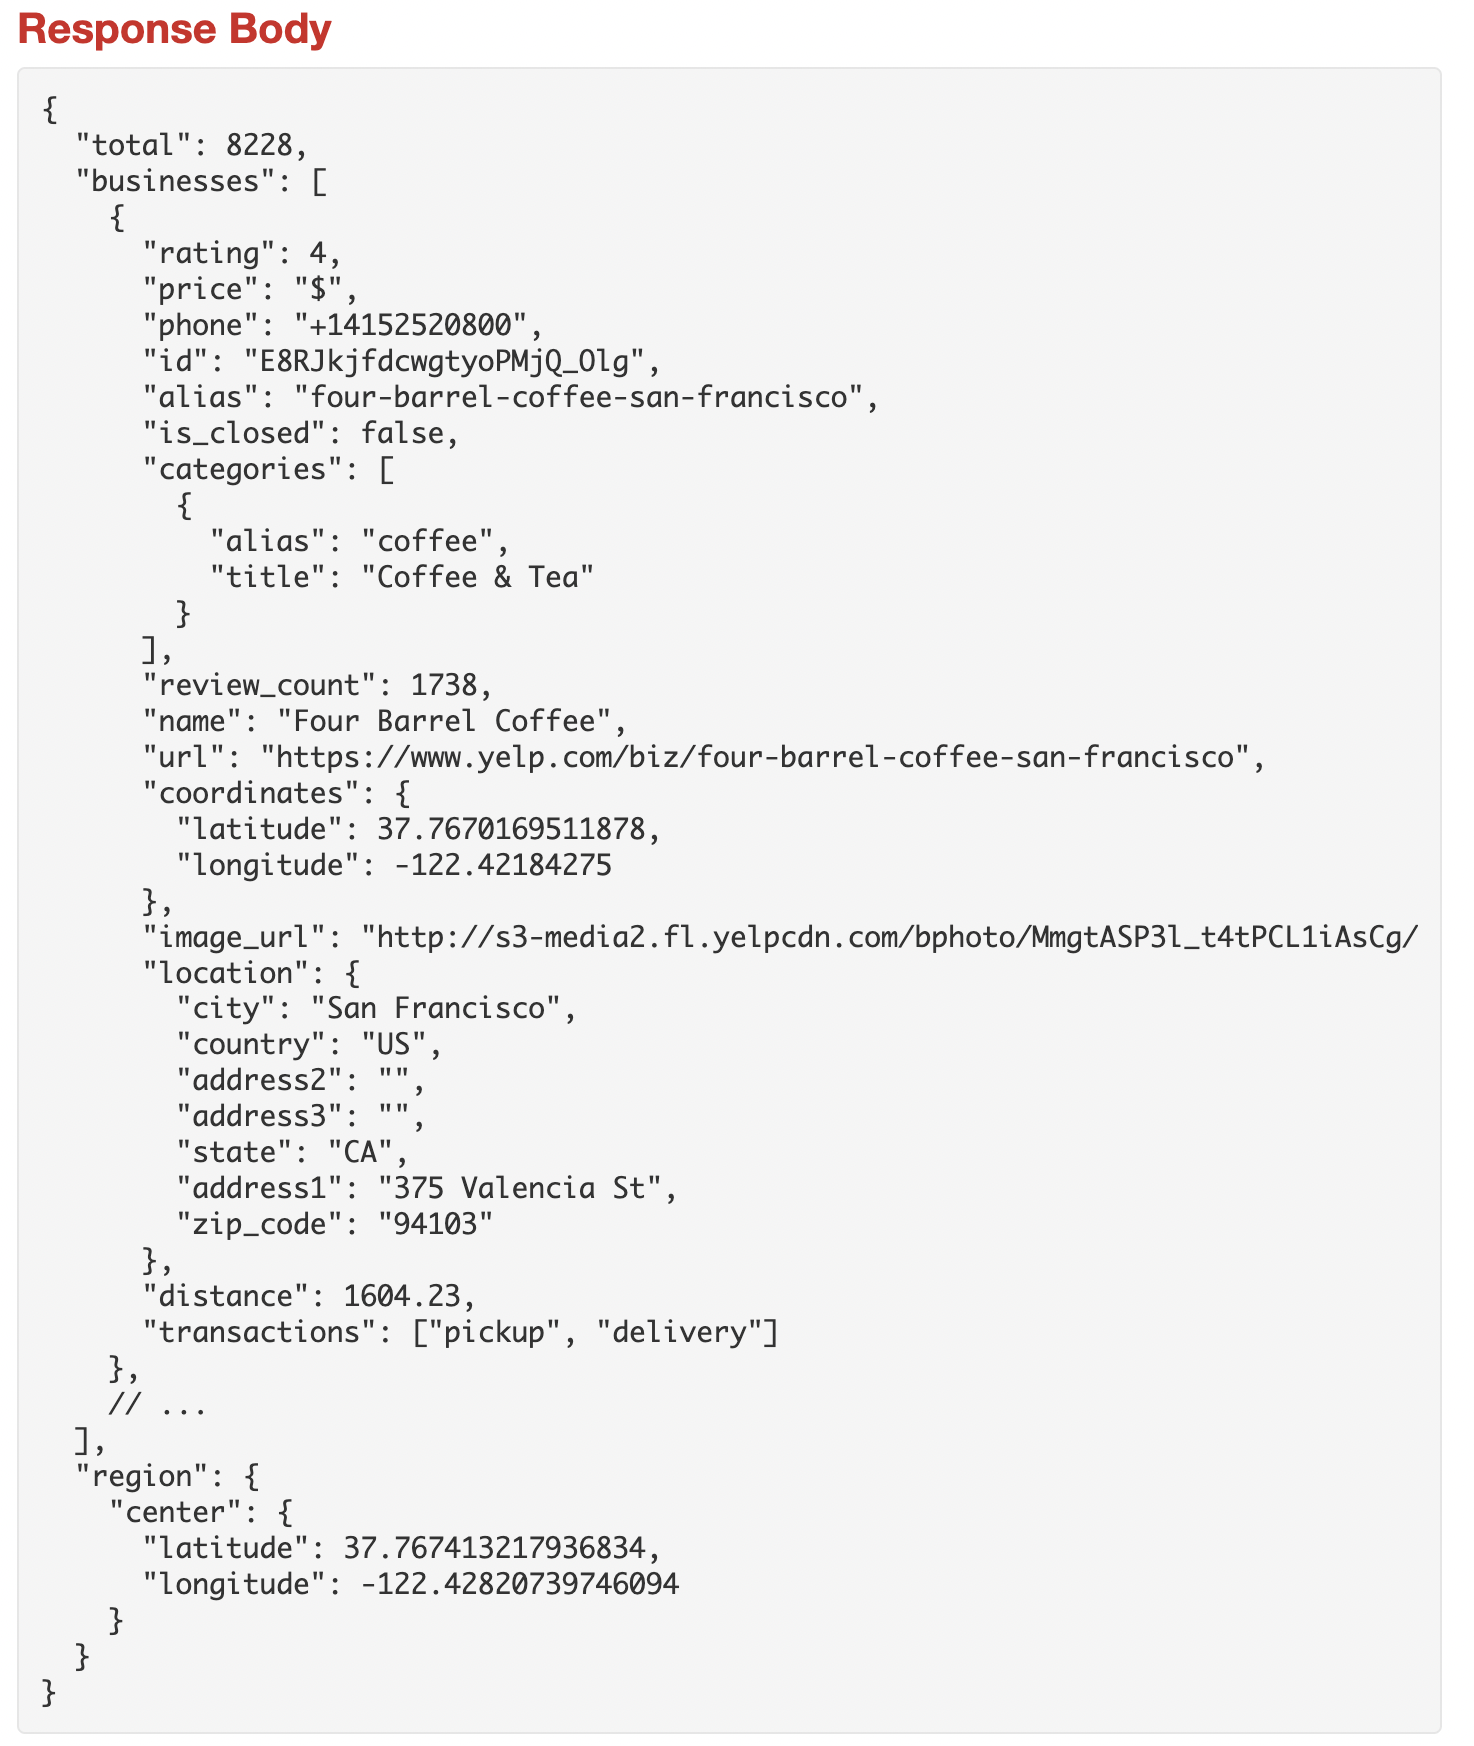 Response Body
{
  "total": 8228,
  "businesses": [
    {
      "rating": 4,
      "price": "$",
      "phone": "+14152520800",
      "id": "E8RJkjfdcwgtyoPMjQ_Olg",
      "alias": "four-barrel-coffee-san-francisco",
      "is_closed": false,
      "categories": [
        {
          "alias": "coffee",
          "title": "Coffee & Tea"
        }
      ],
      "review_count": 1738,
      "name": "Four Barrel Coffee",
      "url": "https://www.yelp.com/biz/four-barrel-coffee-san-francisco",
      "coordinates": {
        "latitude": 37.7670169511878,
        "longitude": -122.42184275
      },
      "image_url": "http://s3-media2.fl.yelpcdn.com/bphoto/MmgtASP3l_t4tPCL1iAsCg/
      "location": {
        "city": "San Francisco",
        "country": "US",
        "address2": "",
        "address3": "",
        "state": "CA",
        "address1": "375 Valencia St",
        "zip_code": "94103"
      },
      "distance": 1604.23,
      "transactions": ["pickup", "delivery"]
    },
    // ...
  ],
  "region": {
    "center": {
      "latitude": 37.767413217936834,
      "longitude": -122.42820739746094
    }
  }
}